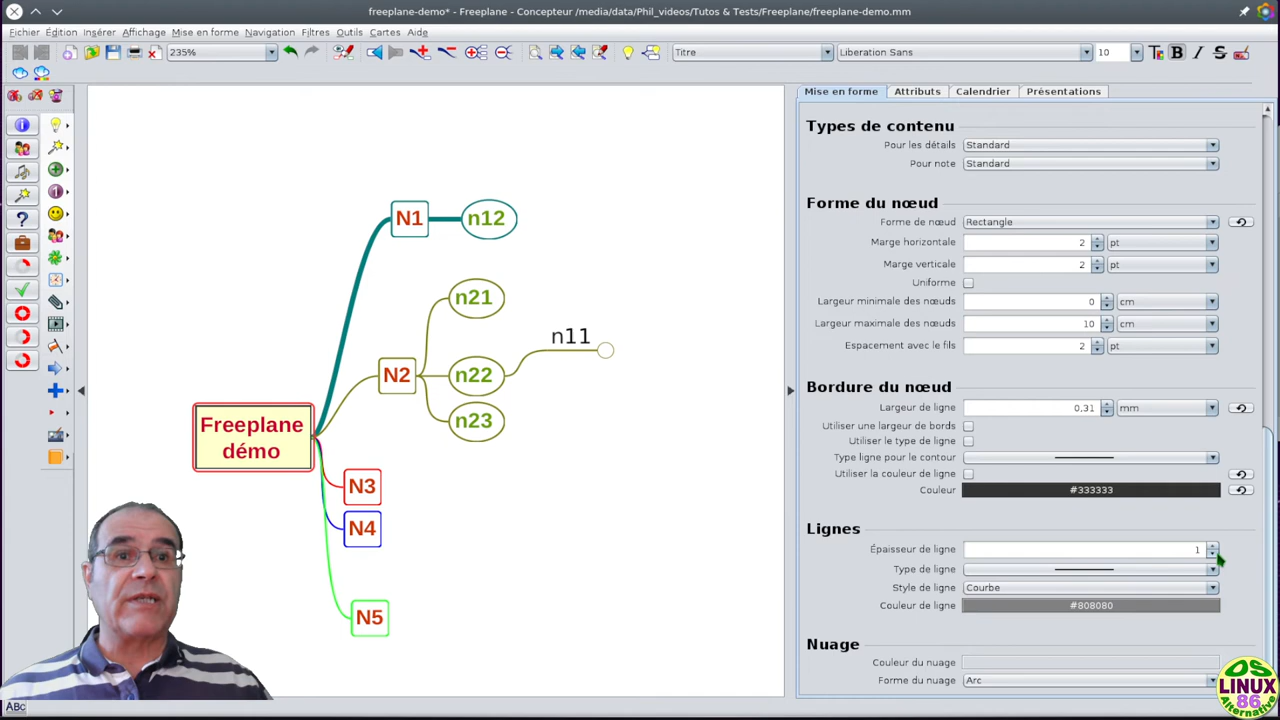 freeplane-demo* - Freeplane - Concepteur /media/data/Phil_videos/Tutos & Tests/Freeplane/freeplane-demo.mm
Fichier Édition Insérer Affichage Mise en forme Navigation Filtres Outils Cartes Aide
235% Titre Liberation Sans 10 B I S
Mise en forme Attributs Calendrier Présentations
Types de contenu
Pour les détails Standard
Pour note Standard
Forme du nœud
Forme de nœud Rectangle
Marge horizontale 2 pt
Marge verticale 2 pt
Uniforme
Largeur minimale des nœuds 0 cm
Largeur maximale des nœuds 10 cm
Espacement avec le fils 2 pt
Bordure du nœud
Largeur de ligne 0,31 mm
Utiliser une largeur de bords
Utiliser le type de ligne
Type ligne pour le contour
Utiliser la couleur de ligne
Couleur #333333
Lignes
Épaisseur de ligne 1
Type de ligne
Style de ligne Courbe
Couleur de ligne #808080
Nuage
Couleur du nuage
Forme du nuage Arc
N1 n12
n21
n11
N2 n22
n23
Freeplane
démo
N3
N4
N5
ABc
OS
LINUX
86
Alternative